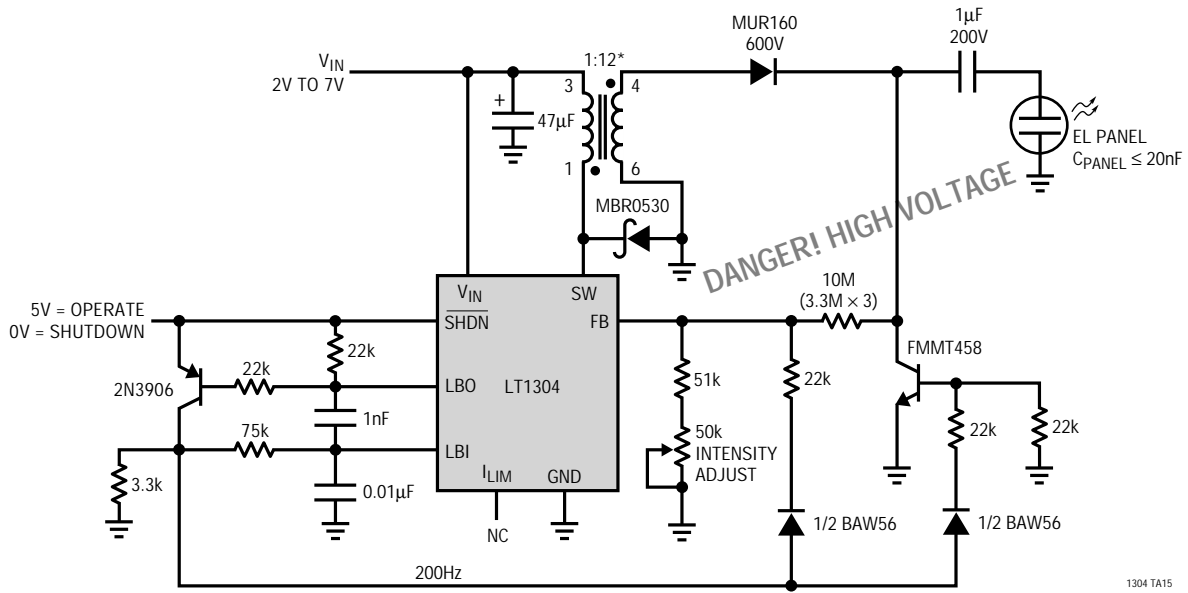 MUR160
600V
1µF
200V
VIN
2V TO 7V
1:12*
3
4
+
47µF
1
6
EL PANEL
CPANEL ≤ 20nF
MBR0530
DANGER! HIGH VOLTAGE
10M
(3.3M × 3)
5V = OPERATE
0V = SHUTDOWN
VIN
SW
SHDN
FB
FMMT458
22k
22k
2N3906
LBO
LT1304
51k
22k
1nF
75k
LBI
50k
INTENSITY
ADJUST
22k
22k
3.3k
0.01µF
ILIM
GND
NC
1/2 BAW56
1/2 BAW56
200Hz
1304 TA15